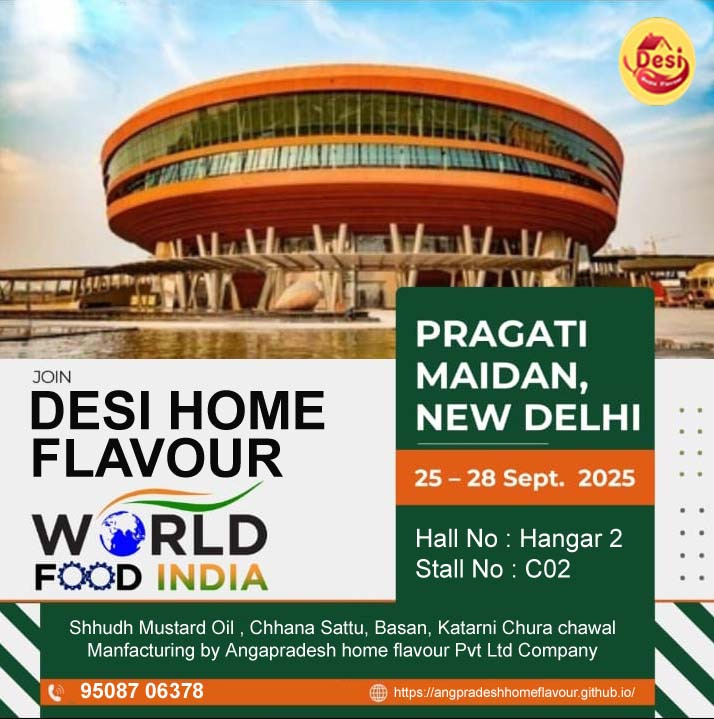 Desi
Home Flavour
PRAGATI
MAIDAN,
NEW DELHI
25 – 28 Sept. 2025
Hall No : Hangar 2
Stall No : C02
JOIN
DESI HOME
FLAVOUR
WORLD
FOOD INDIA
Shhudh Mustard Oil , Chhana Sattu, Basan, Katarni Chura chawal
Manfacturing by Angapradesh home flavour Pvt Ltd Company
95087 06378
https://angpradeshhomeflavour.github.io/